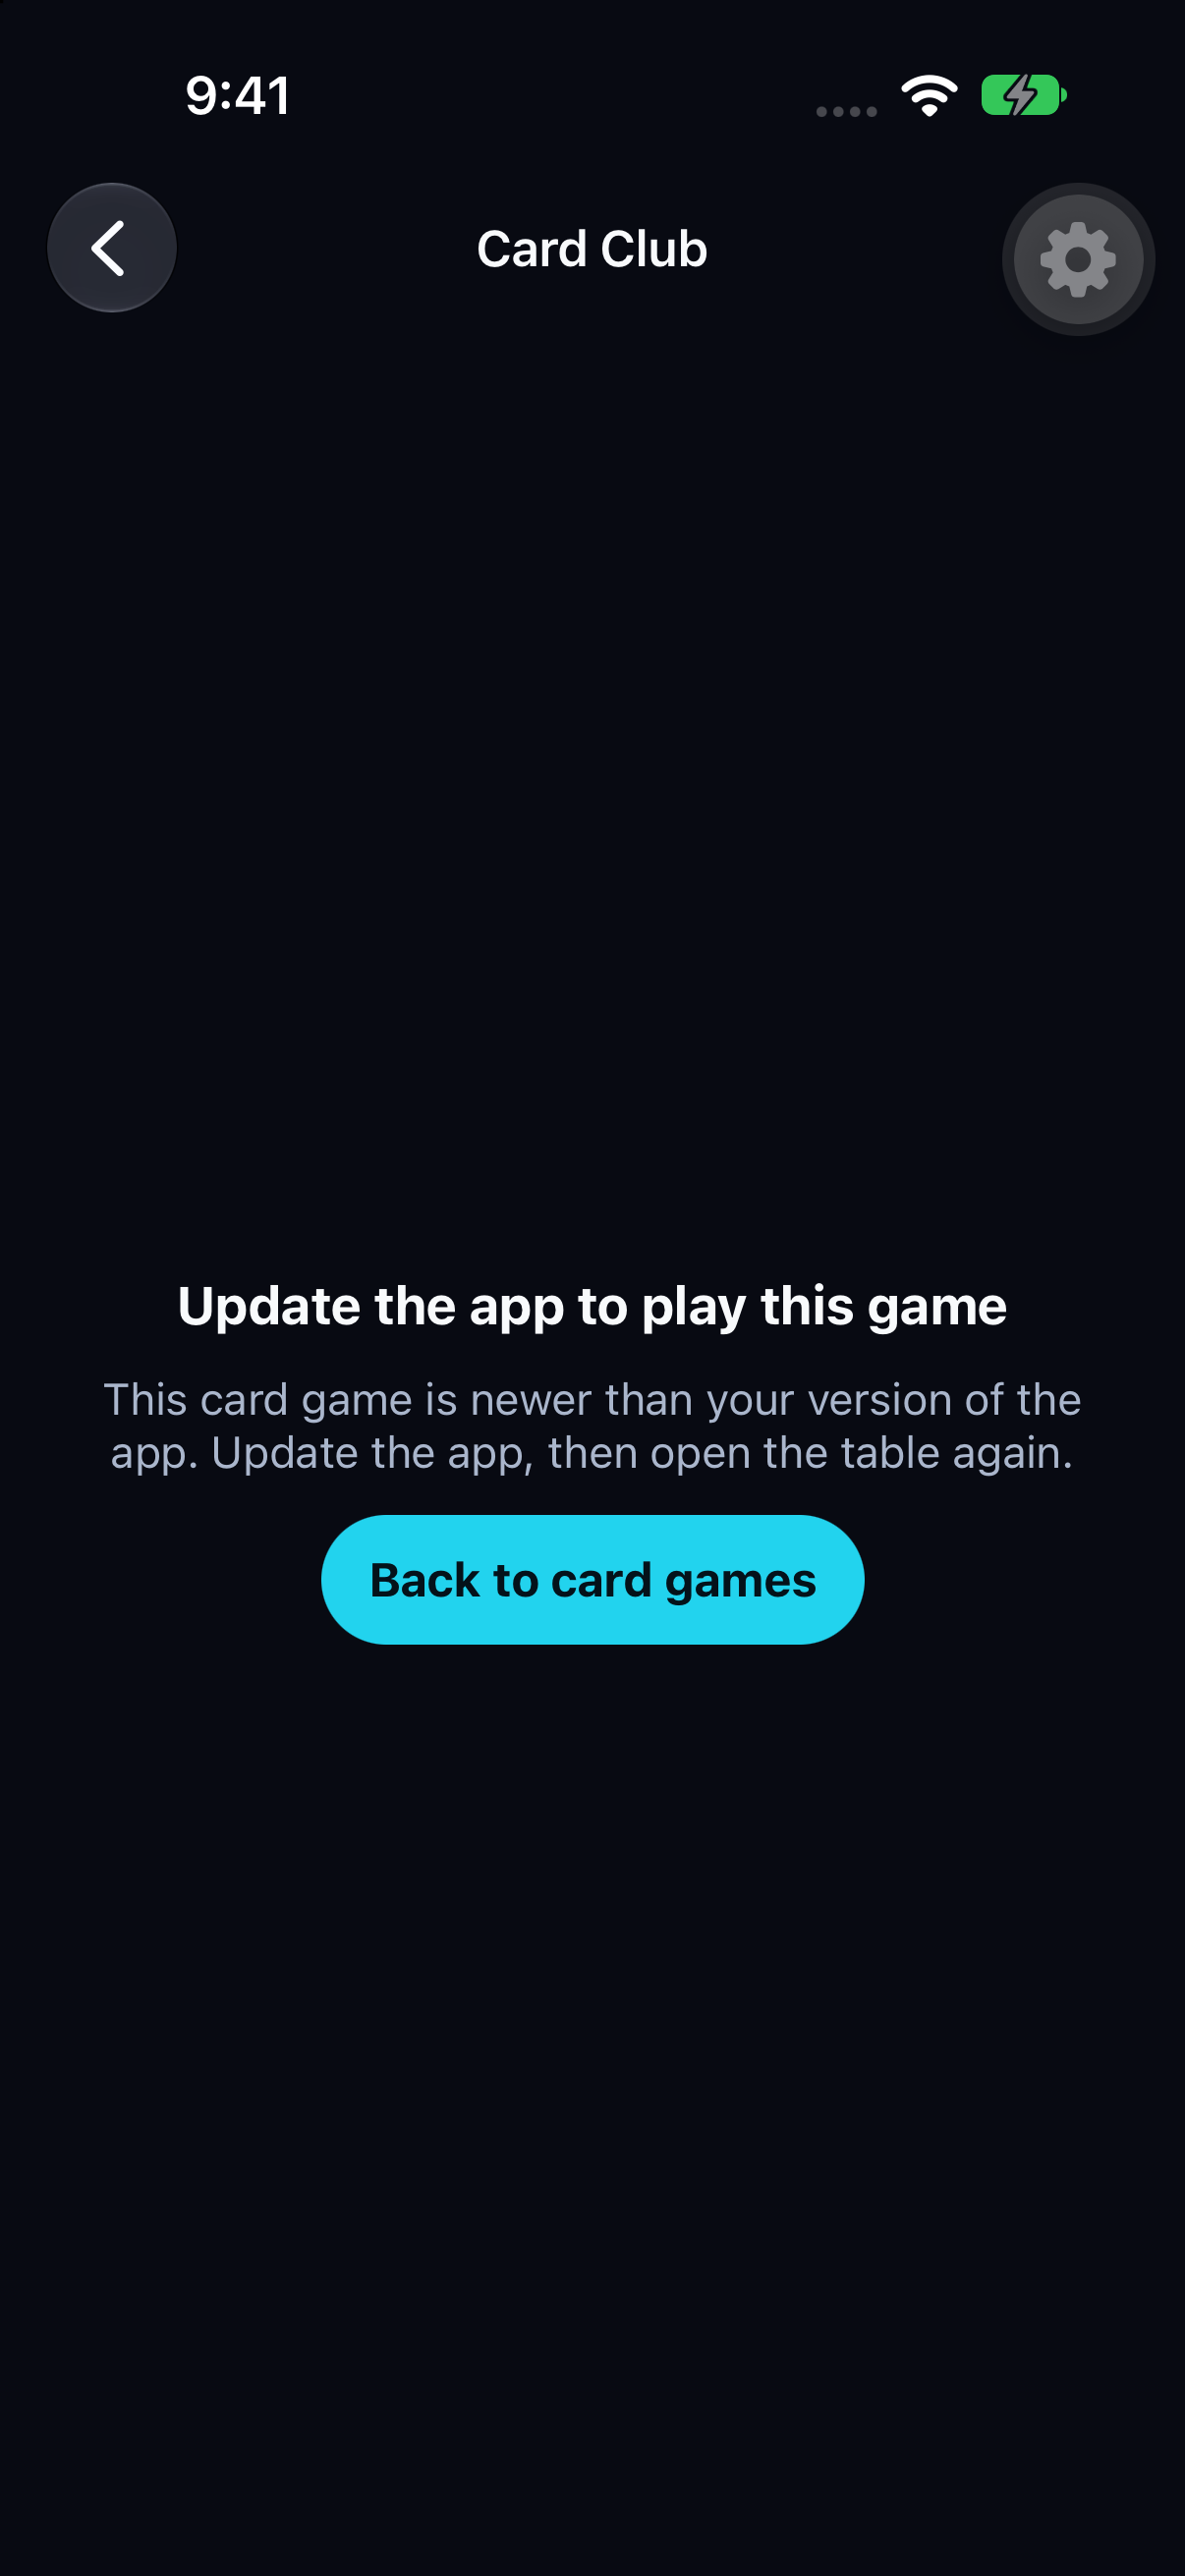 9:41
Card Club
Update the app to play this game
This card game is newer than your version of the
app. Update the app, then open the table again.
Back to card games